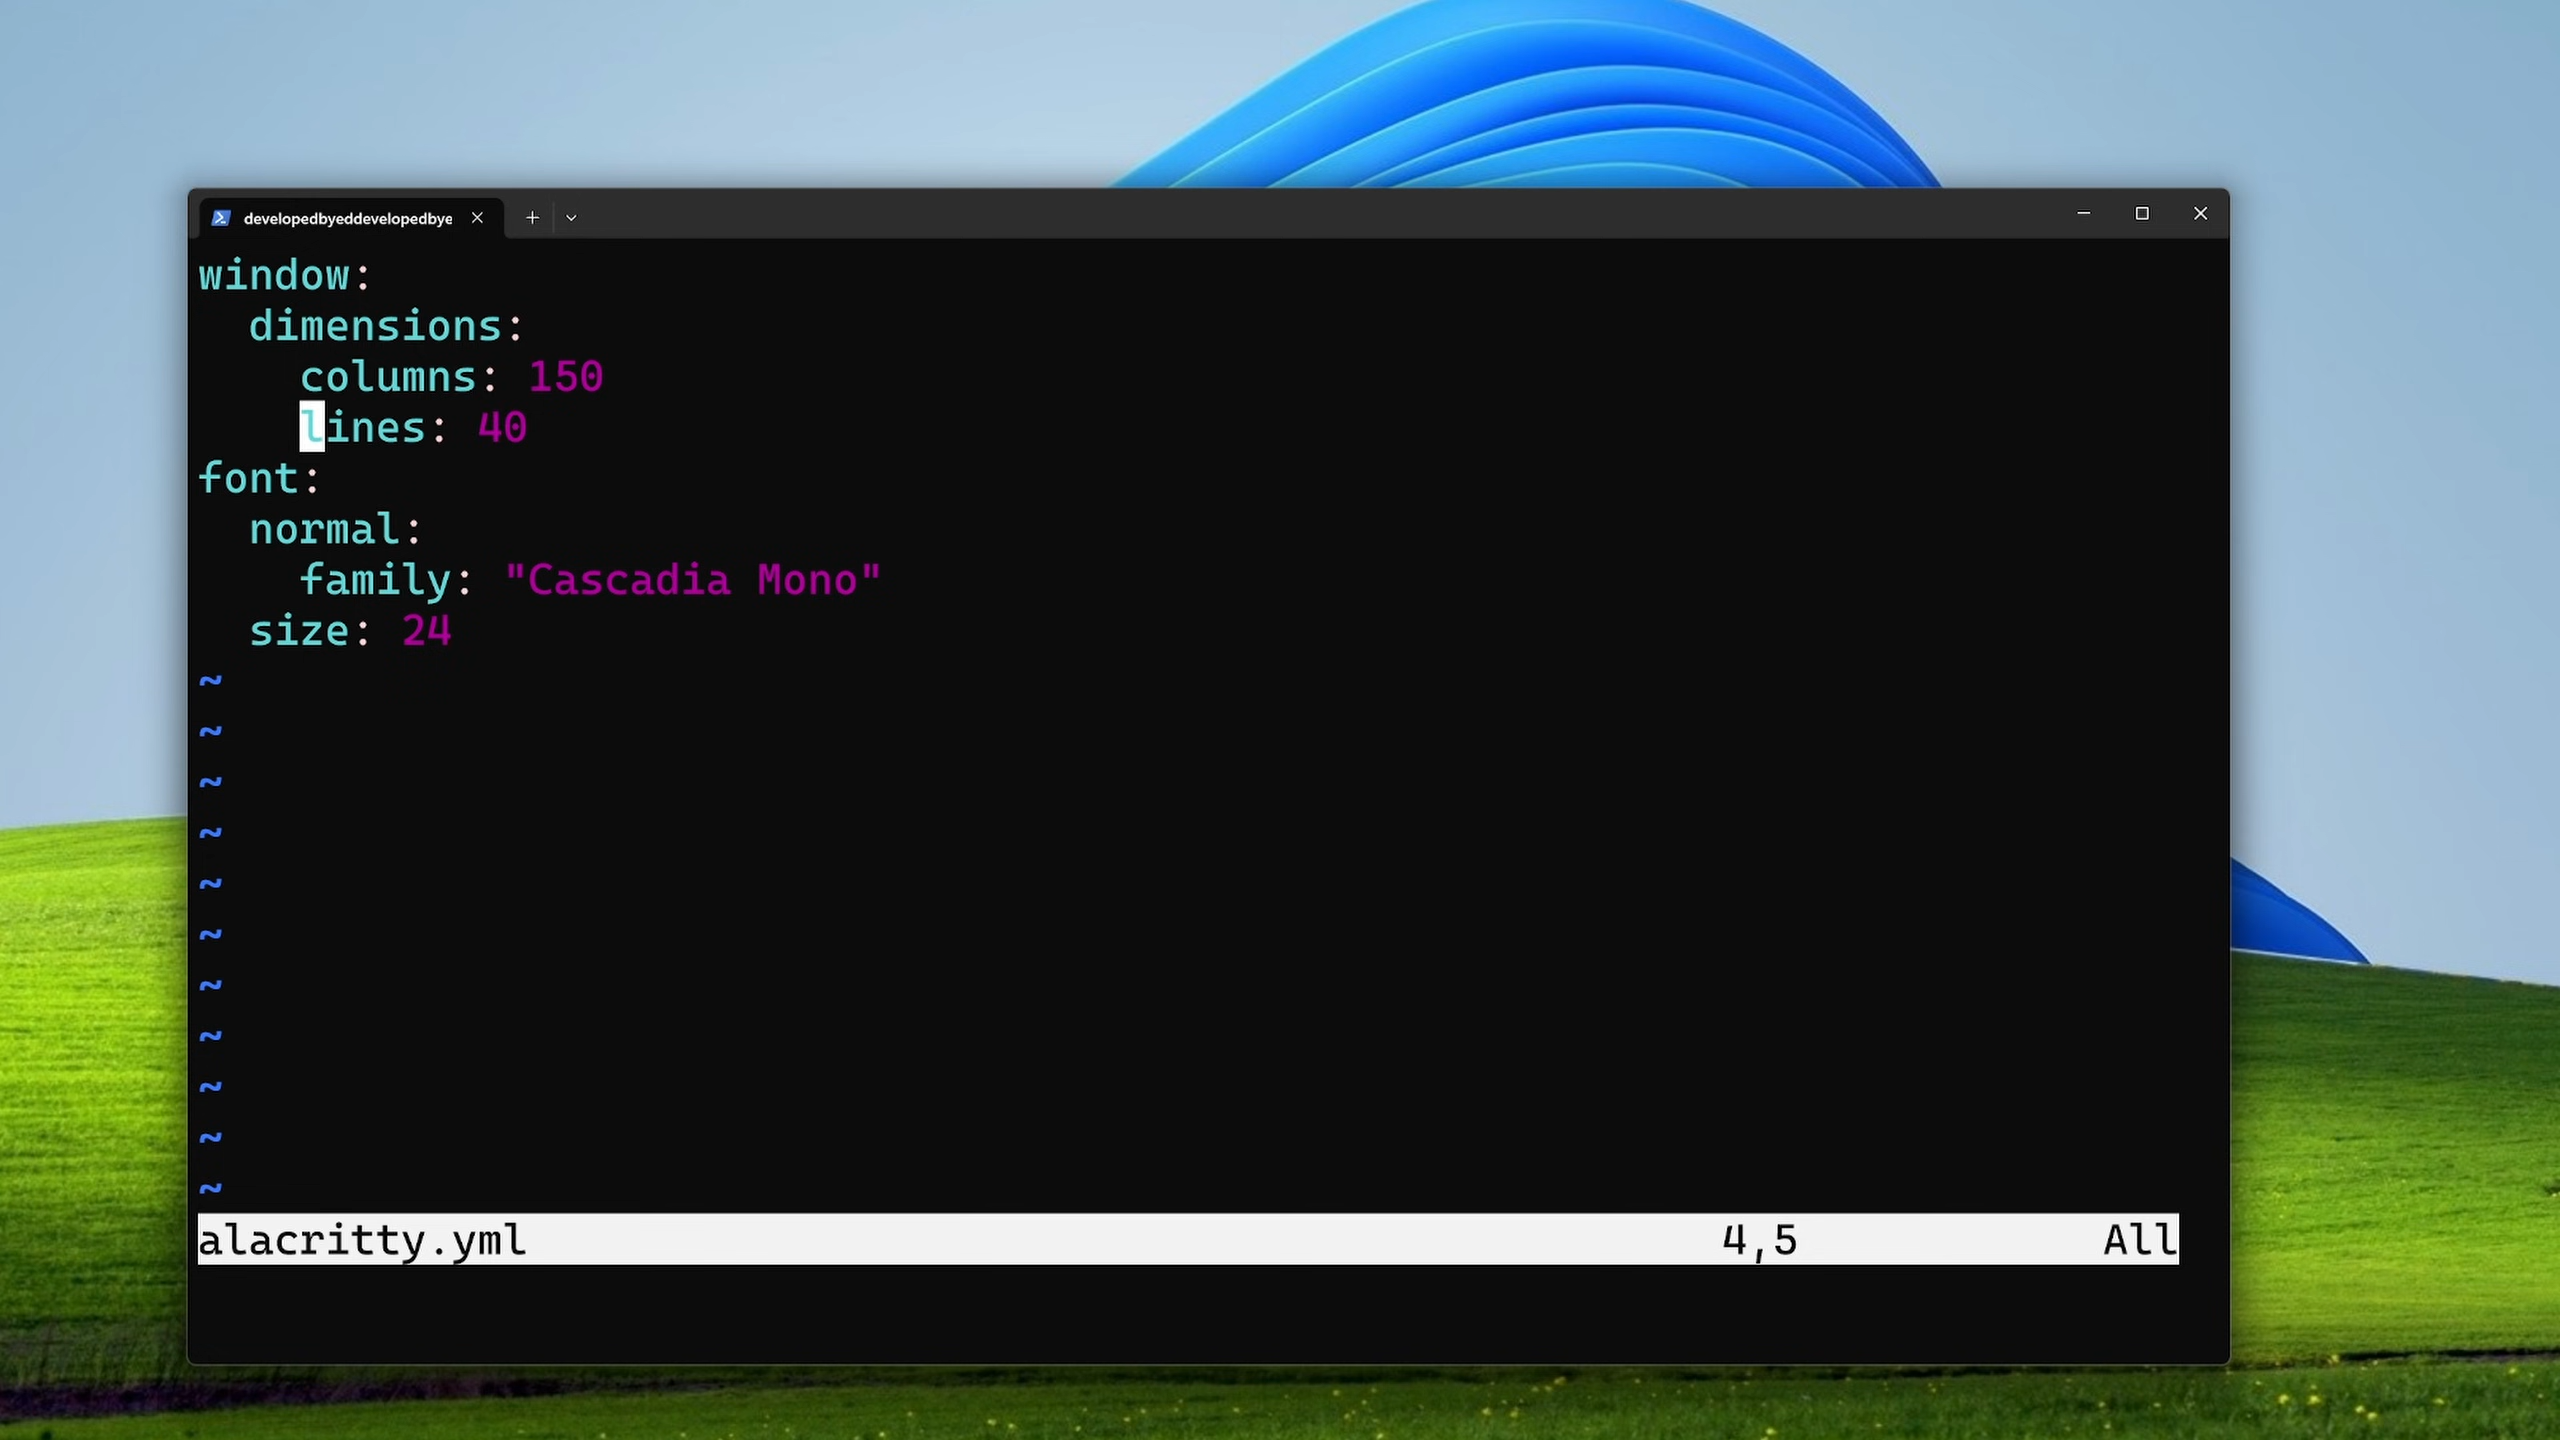 developedbyeddevelopedbye
window:
  dimensions:
    columns: 150
    lines: 40
font:
  normal:
    family: "Cascadia Mono"
  size: 24
~
~
~
~
~
~
~
~
~
~
~
alacritty.yml 4,5 All